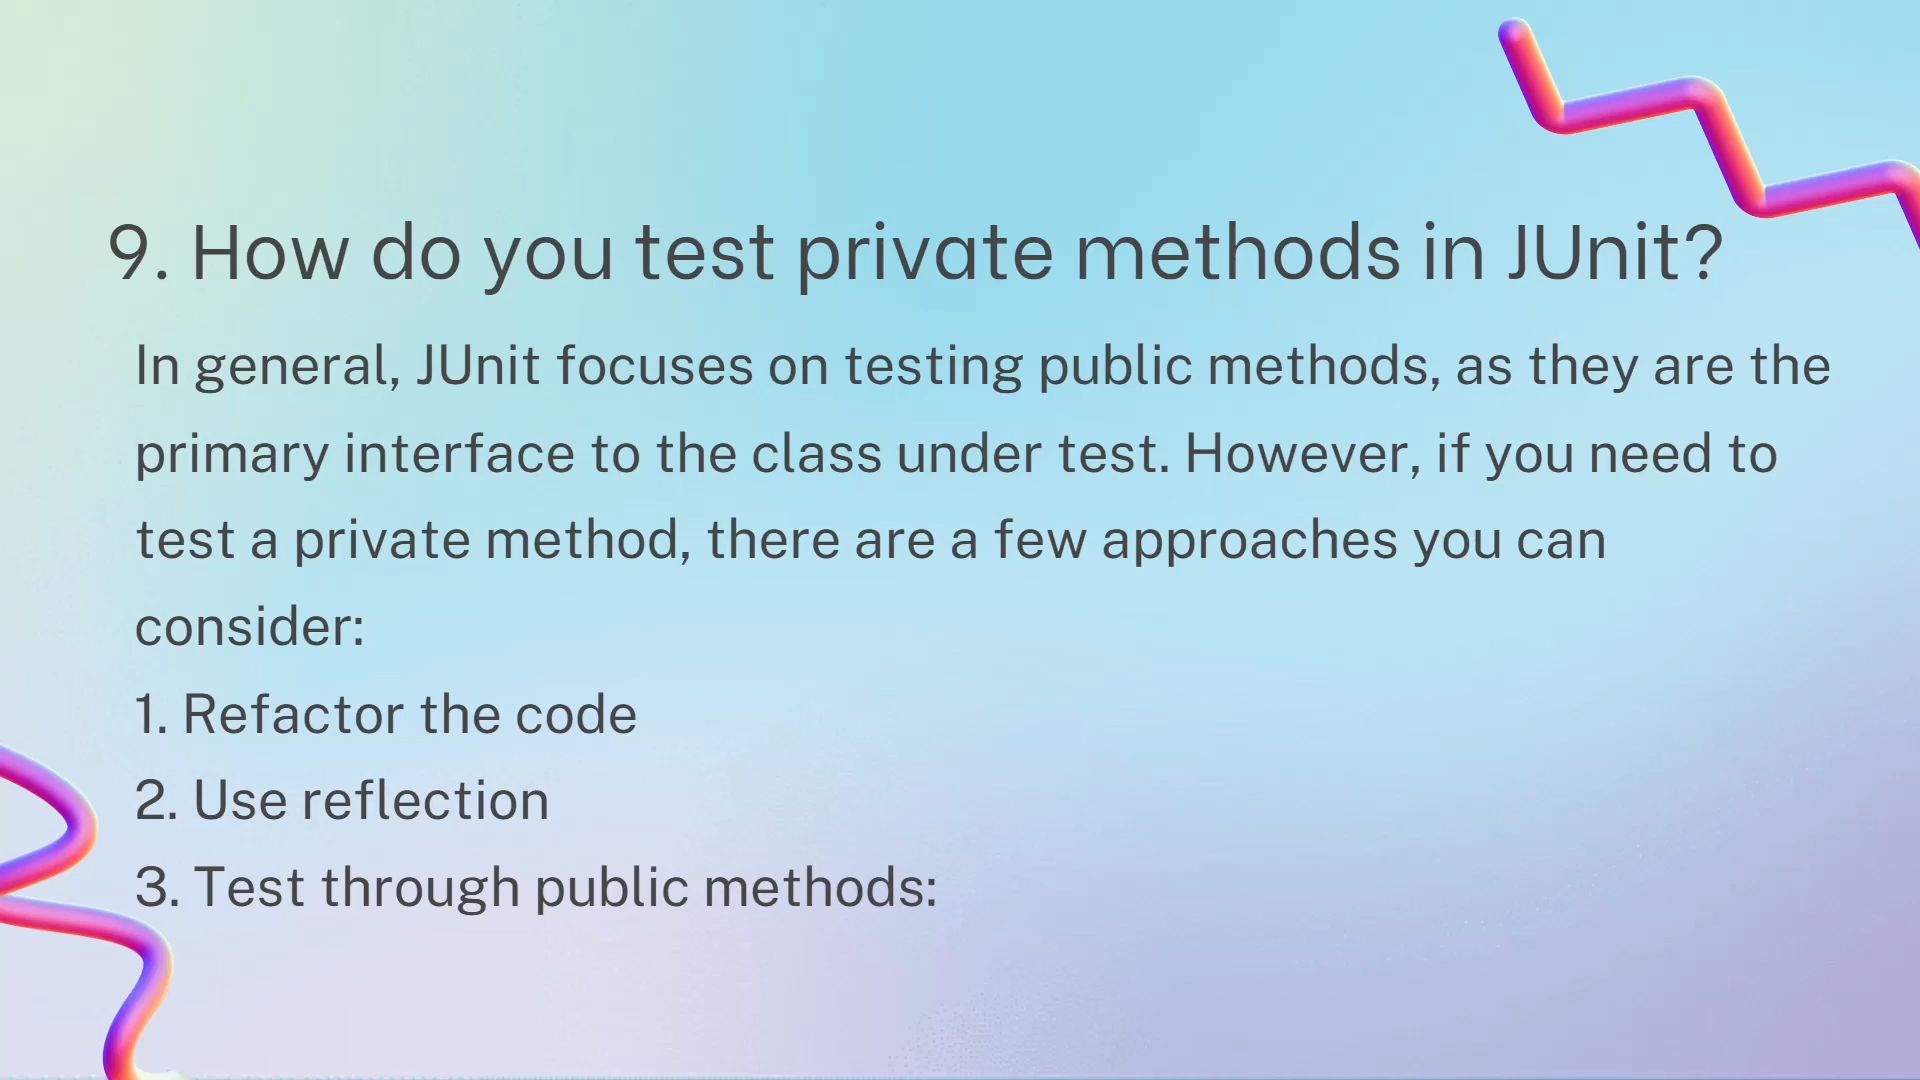 9. How do you test private methods in JUnit?
In general, JUnit focuses on testing public methods, as they are the
primary interface to the class under test. However, if you need to
test a private method, there are a few approaches you can
consider:
1. Refactor the code
2. Use reflection
3. Test through public methods: